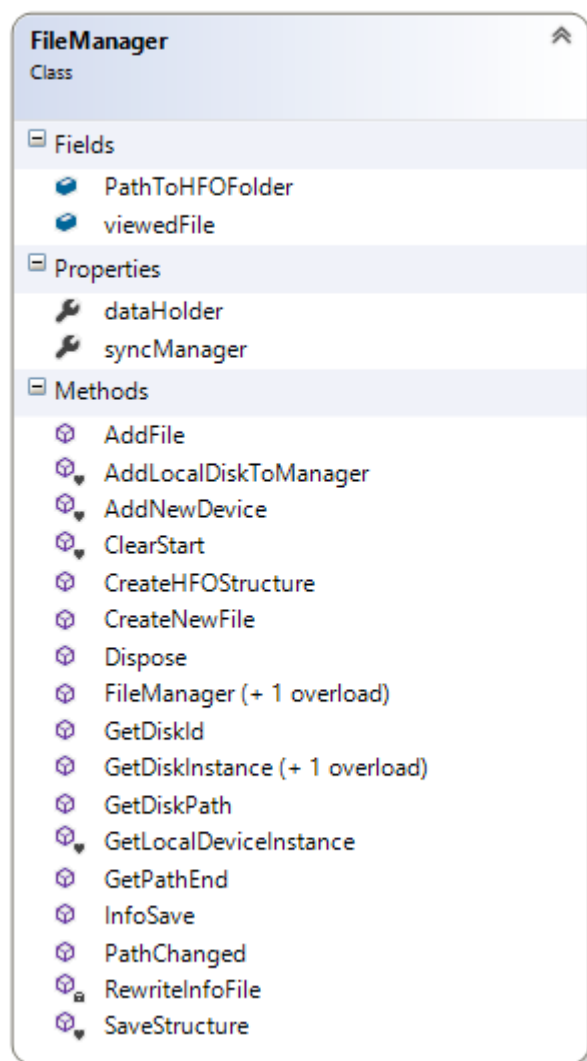 FileManager
Class
Fields
PathToHFOFolder
viewedFile
Properties
dataHolder
syncManager
Methods
AddFile
AddLocalDiskToManager
AddNewDevice
ClearStart
CreateHFOStructure
CreateNewFile
Dispose
FileManager (+ 1 overload)
GetDiskId
GetDiskInstance (+ 1 overload)
GetDiskPath
GetLocalDeviceInstance
GetPathEnd
InfoSave
PathChanged
RewriteInfoFile
SaveStructure